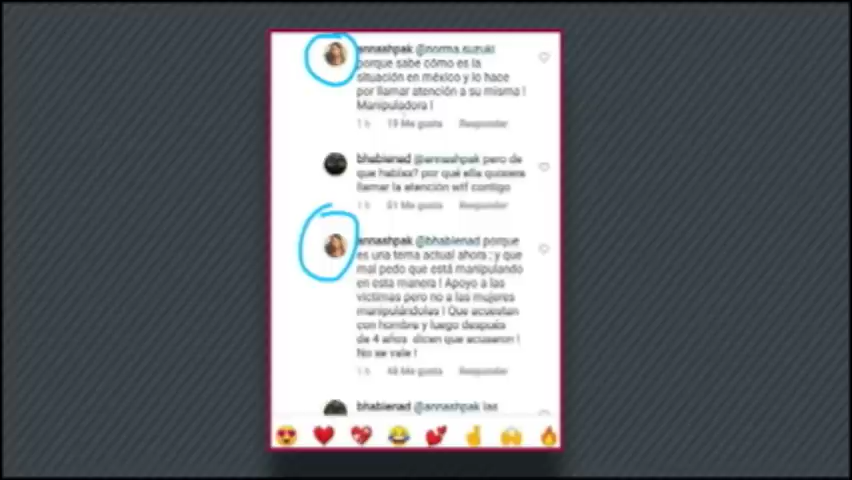 annashpak @norma.suzuki
porque sabe cómo es la
situación en méxico y lo hace
por llamar atención a su misma !
Manipuladora !
1 h 19 Me gusta Responder
bhabienad @annashpak pero de
que hablas? por qué ella quisiera
llamar la atención wtf contigo
1 h 51 Me gusta Responder
annashpak @bhabienad porque
es una tema actual ahora ; y que
mal pedo que está manipulando
en esta manera ! Apoyo a las
víctimas pero no a las mujeres
manipulándolas ! Que acuestan
con hombre y luego después
de 4 años dicen que acusaron !
No se vale !
1 h 48 Me gusta Responder
bhabienad @annashpak las